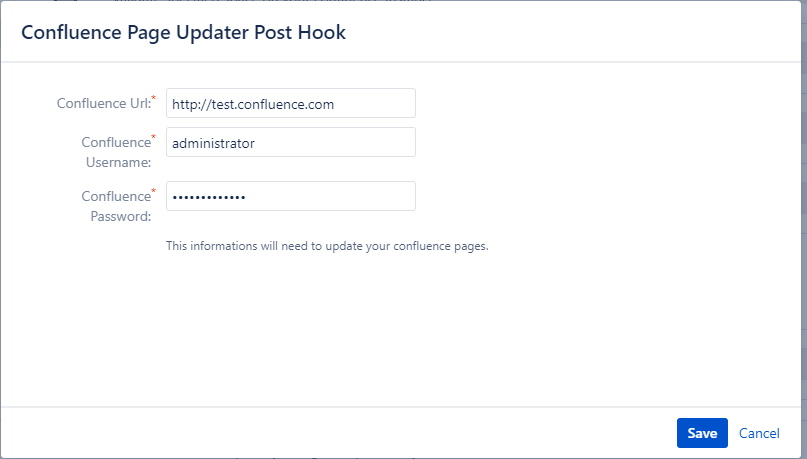 Confluence Page Updater Post Hook
Confluence Url:* http://test.confluence.com
Confluence* administrator
Username:
Confluence* •••••••••••••
Password:
This informations will need to update your confluence pages.
Save Cancel